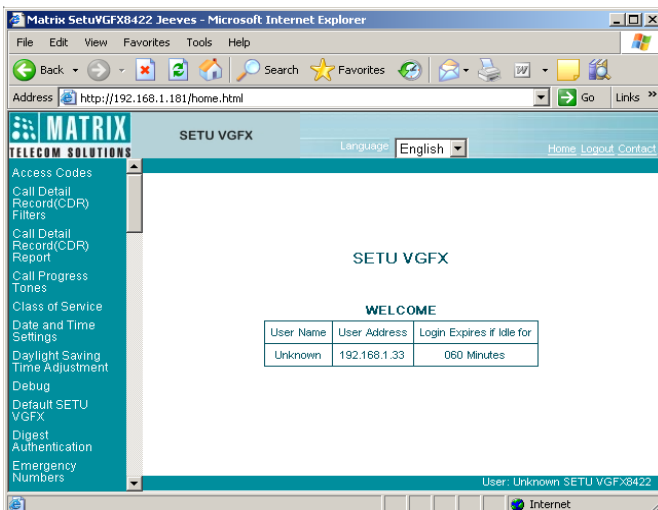 Matrix SetuVGFX8422 Jeeves - Microsoft Internet Explorer
File Edit View Favorites Tools Help
Back Search Favorites
Address http://192.168.1.181/home.html Go Links »
MATRIX
TELECOM SOLUTIONS
SETU VGFX
Language English
Home Logout Contact
Access Codes
Call Detail
Record(CDR)
Filters
Call Detail
Record(CDR)
Report
Call Progress
Tones
Class of Service
Date and Time
Settings
Daylight Saving
Time Adjustment
Debug
Default SETU
VGFX
Digest
Authentication
Emergency
Numbers
SETU VGFX
WELCOME
User Name User Address Login Expires if Idle for
Unknown 192.168.1.33 060 Minutes
User: Unknown SETU VGFX8422
Internet